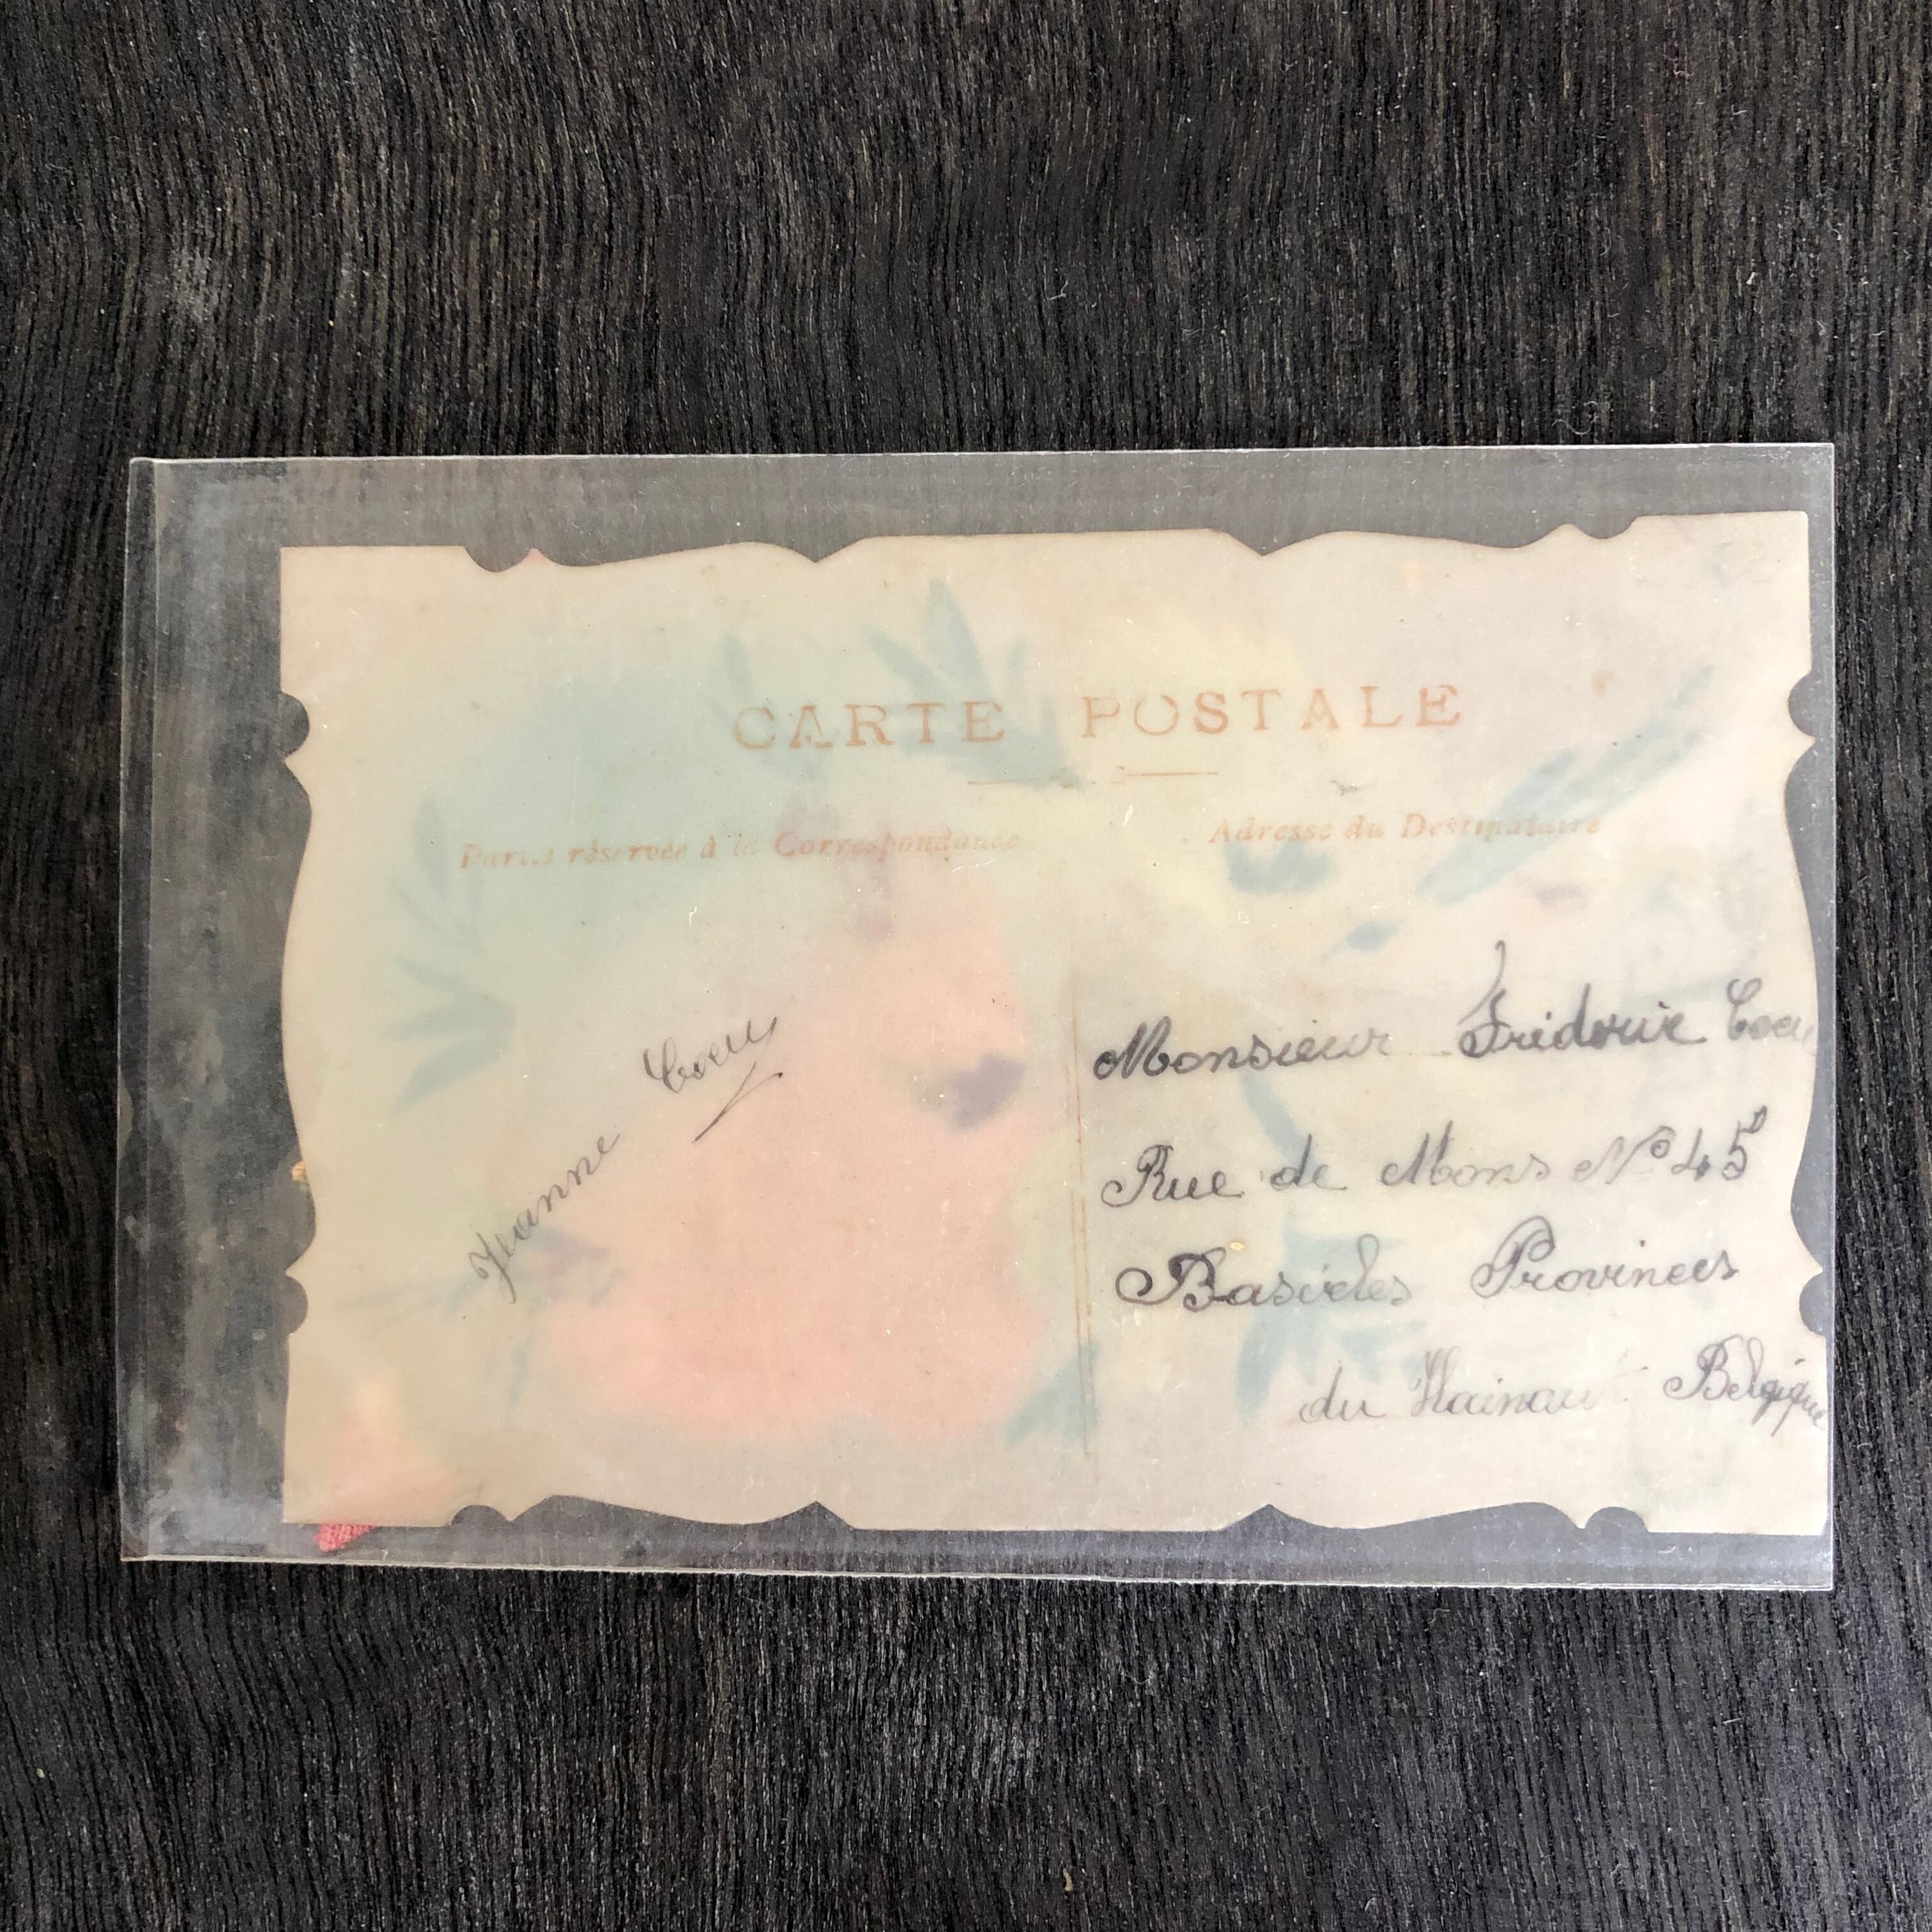 CARTE POSTALE
Partie réservée à la Correspondance
Adresse du Destinataire
Jeanne
Monsieur Fréderic
Rue de Mons N° 45
Basècles Provinces
du Hainaut Belgique